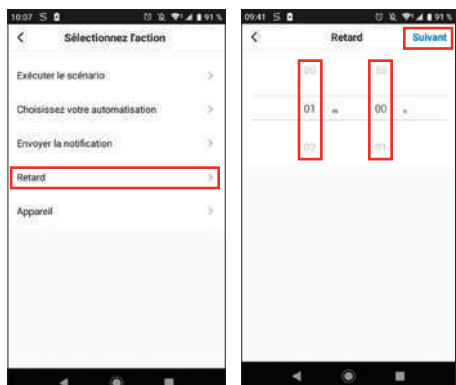 10:07 S 91 %
Sélectionnez l'action
Exécuter le scénario
Choisissez votre automatisation
Envoyer la notification
Retard
Appareil
09:41 S 91 %
Retard
Suivant
00 59
01 m 00 s
02 01